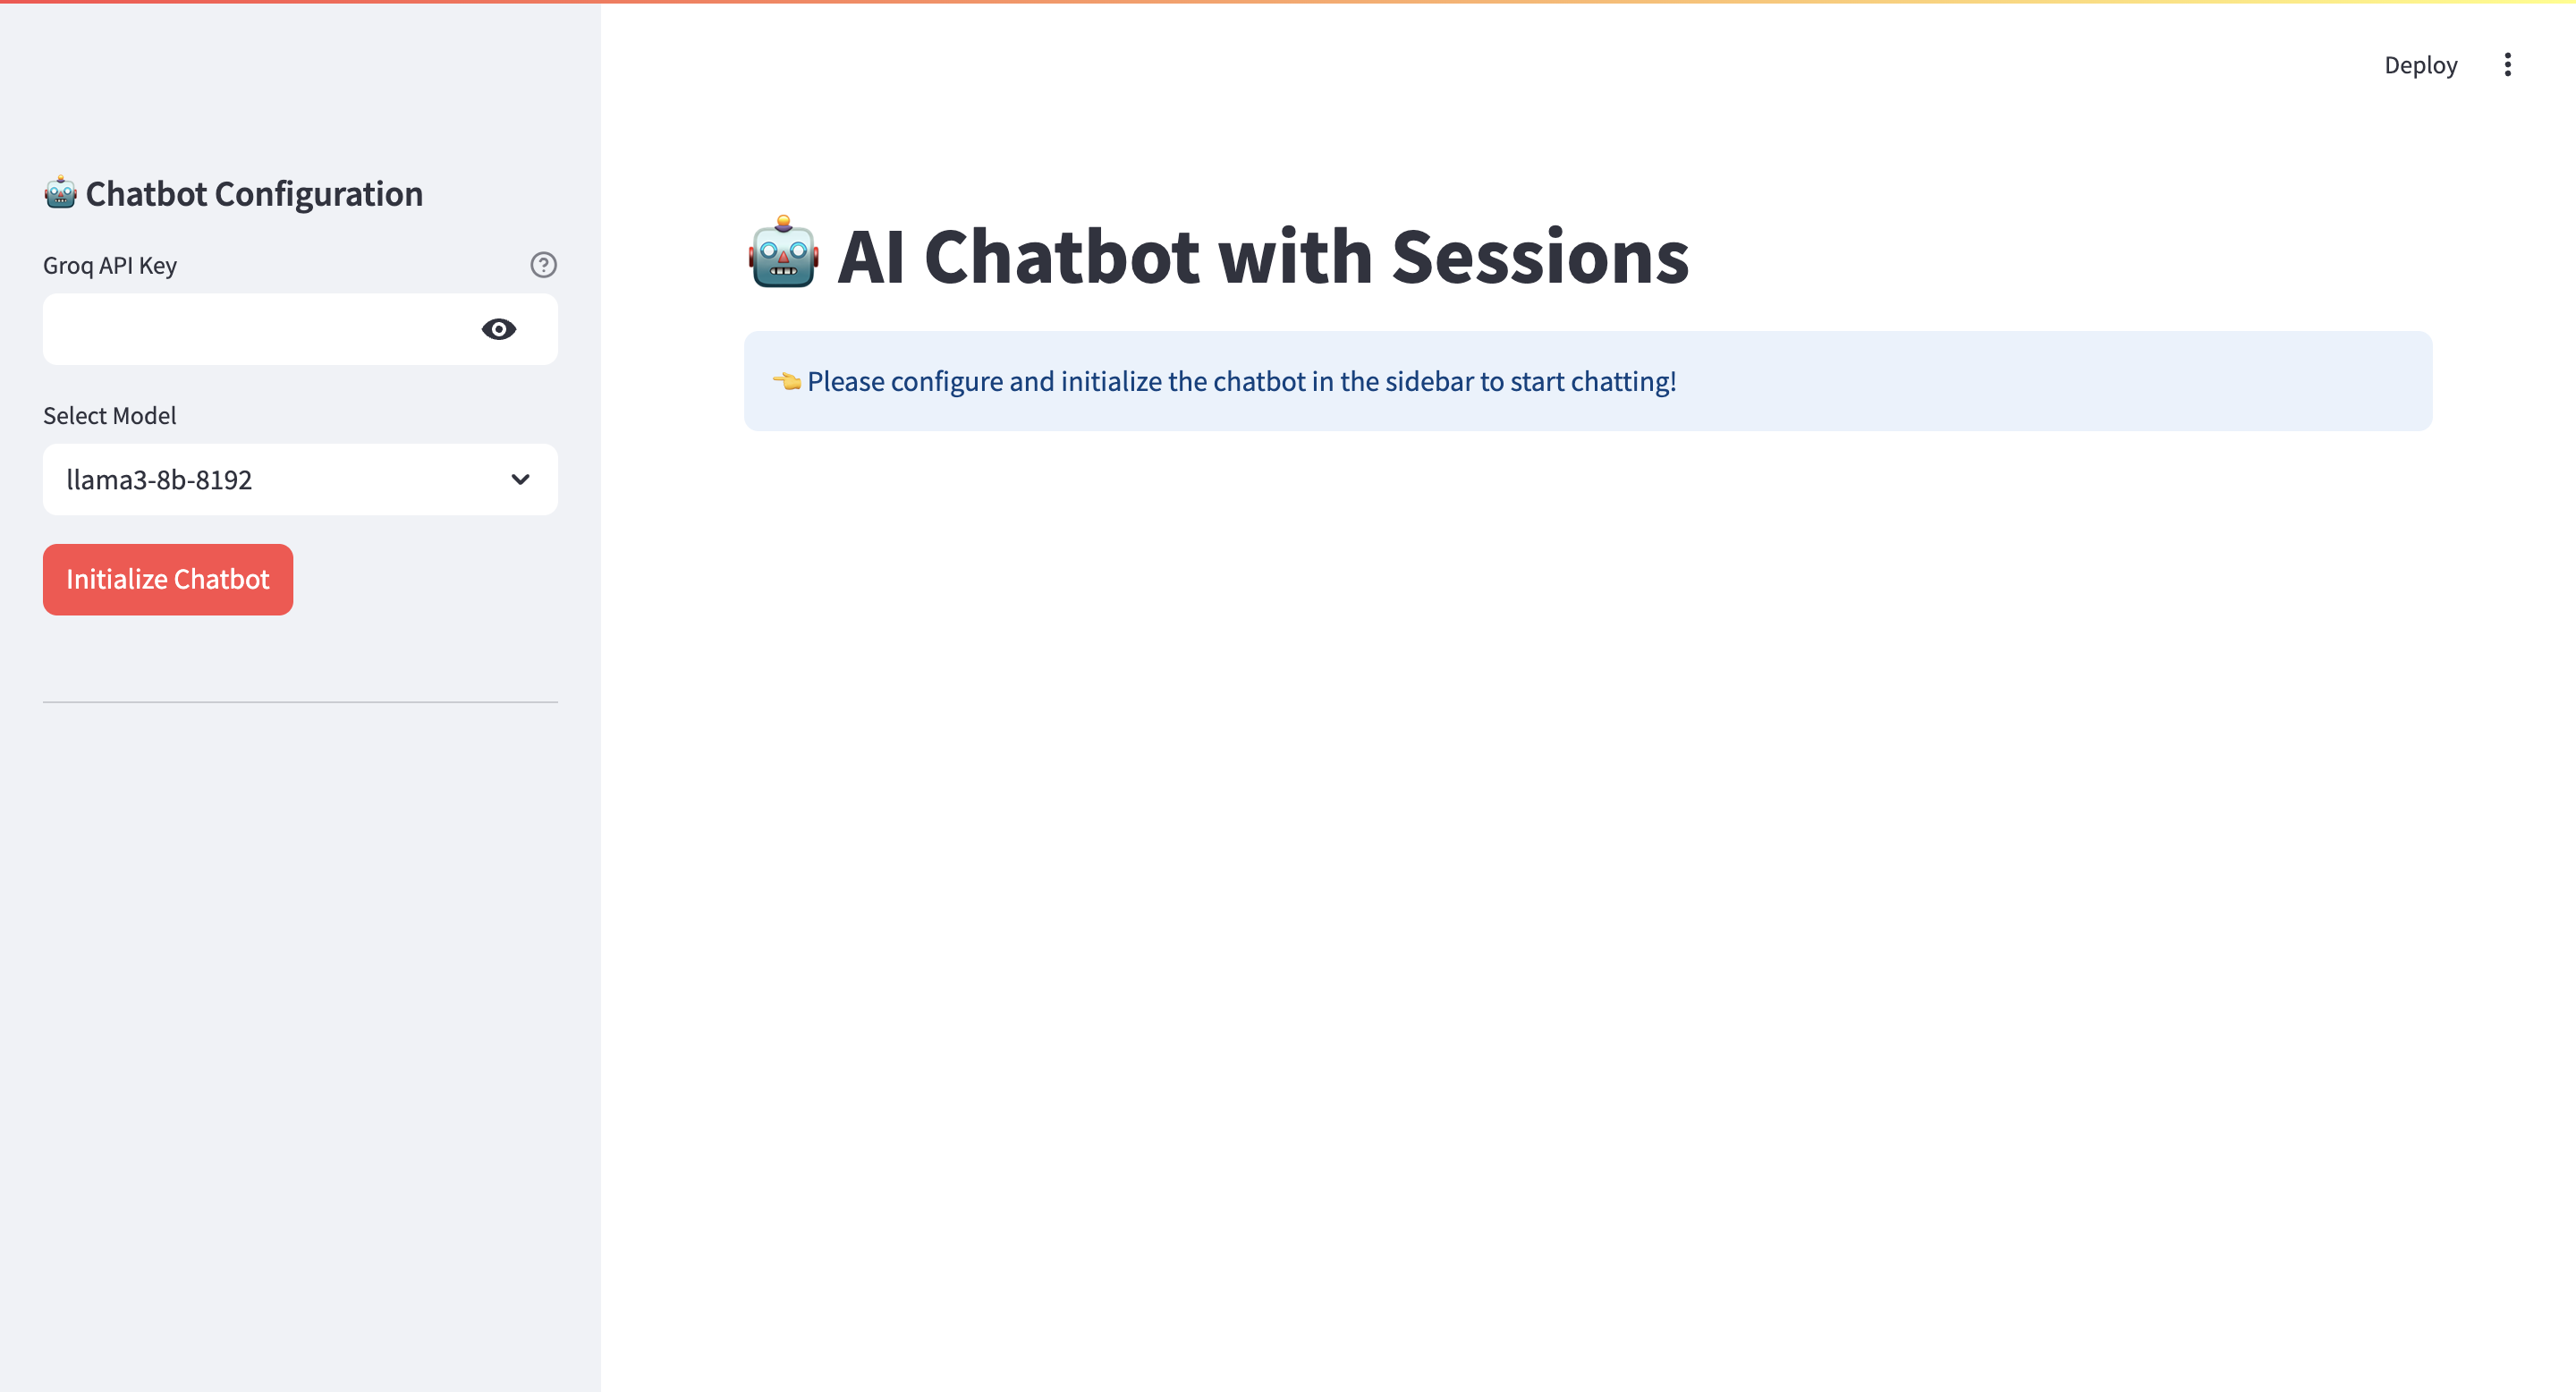 Deploy
🤖 Chatbot Configuration
Groq API Key
Select Model
llama3-8b-8192
Initialize Chatbot
🤖 AI Chatbot with Sessions
👈 Please configure and initialize the chatbot in the sidebar to start chatting!